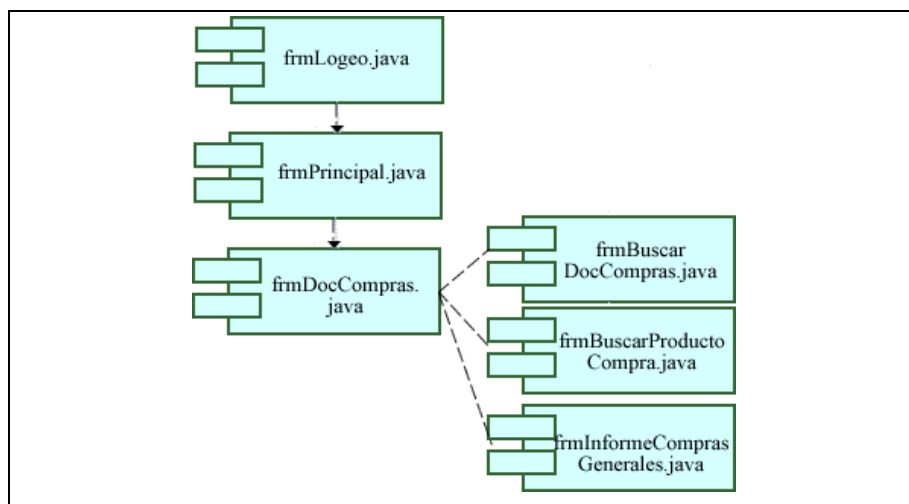 frmLogeo.java
frmPrincipal.java
frmDocCompras.
java
frmBuscar
DocCompras.java
frmBuscarProducto
Compra.java
frmInformeCompras
Generales.java